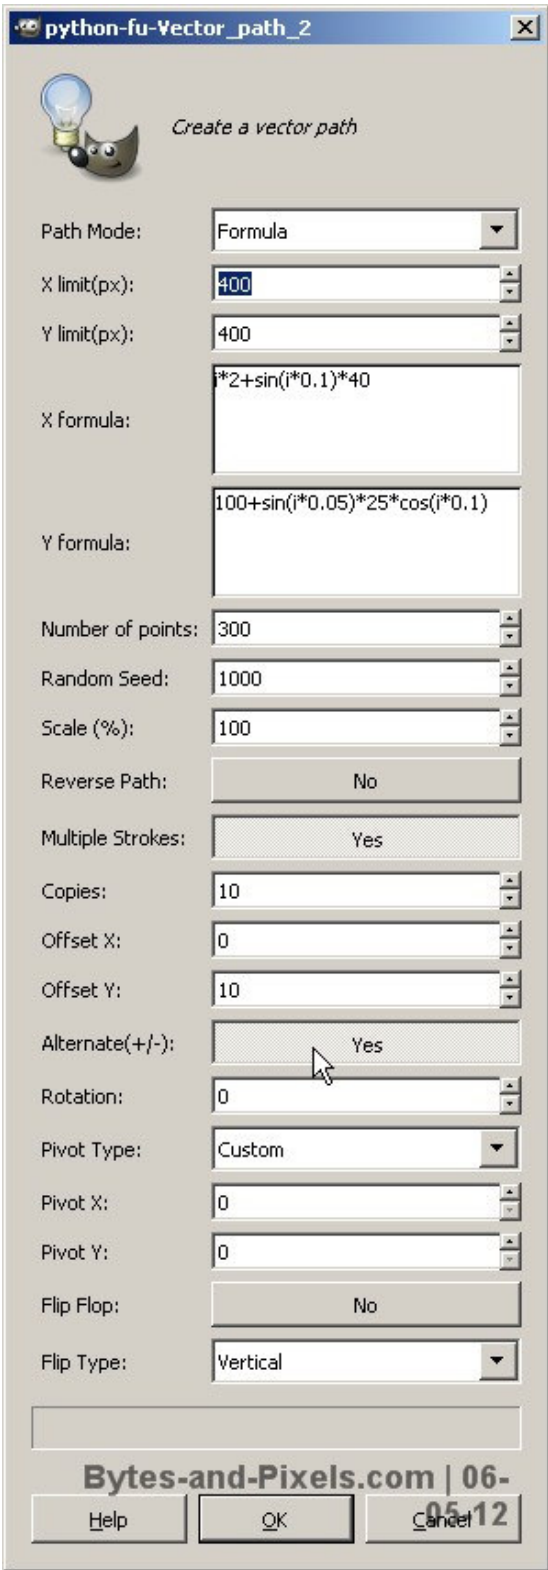 python-fu-Vector_path_2
Create a vector path
Path Mode: Formula
X limit(px): 400
Y limit(px): 400
X formula: i*2+sin(i*0.1)*40
Y formula: 100+sin(i*0.05)*25*cos(i*0.1)
Number of points: 300
Random Seed: 1000
Scale (%): 100
Reverse Path: No
Multiple Strokes: Yes
Copies: 10
Offset X: 0
Offset Y: 10
Alternate(+/-): Yes
Rotation: 0
Pivot Type: Custom
Pivot X: 0
Pivot Y: 0
Flip Flop: No
Flip Type: Vertical
Bytes-and-Pixels.com | 06-
05-12
Help OK Cancel